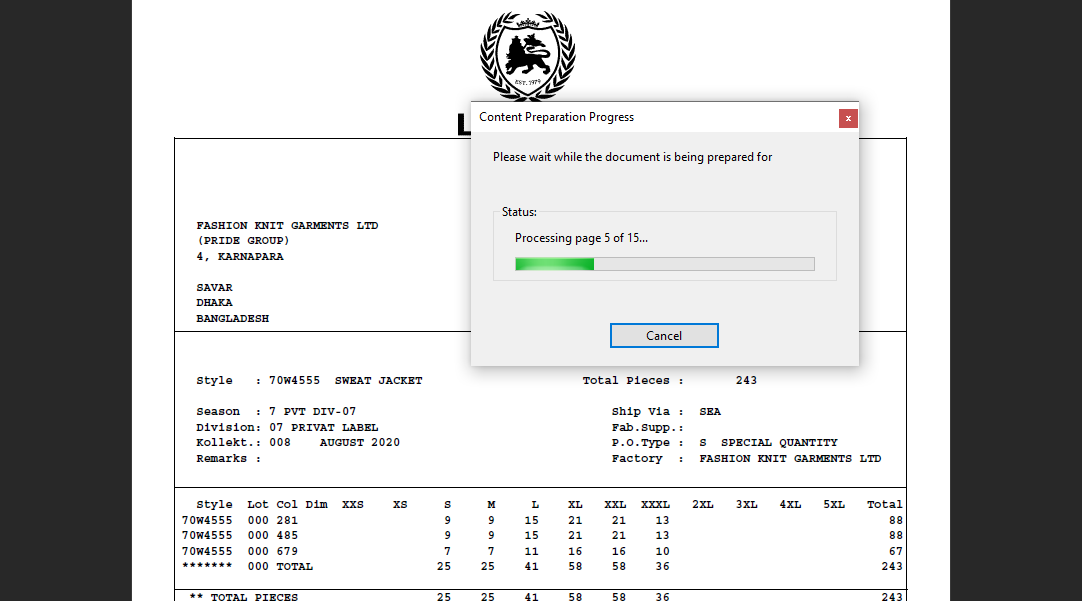 EST. 1979
L
Content Preparation Progress
x
Please wait while the document is being prepared for
Status:
Processing page 5 of 15...
Cancel
FASHION KNIT GARMENTS LTD
(PRIDE GROUP)
4, KARNAPARA
SAVAR
DHAKA
BANGLADESH
Style : 70W4555 SWEAT JACKET Total Pieces : 243
Season : 7 PVT DIV-07 Ship Via : SEA
Division: 07 PRIVAT LABEL Fab.Supp.:
Kollekt.: 008 AUGUST 2020 P.O.Type : S SPECIAL QUANTITY
Remarks : Factory : FASHION KNIT GARMENTS LTD
Style Lot Col Dim XXS XS S M L XL XXL XXXL 2XL 3XL 4XL 5XL Total
70W4555 000 281 9 9 15 21 21 13 88
70W4555 000 485 9 9 15 21 21 13 88
70W4555 000 679 7 7 11 16 16 10 67
******* 000 TOTAL 25 25 41 58 58 36 243
** TOTAL PIECES 25 25 41 58 58 36 243